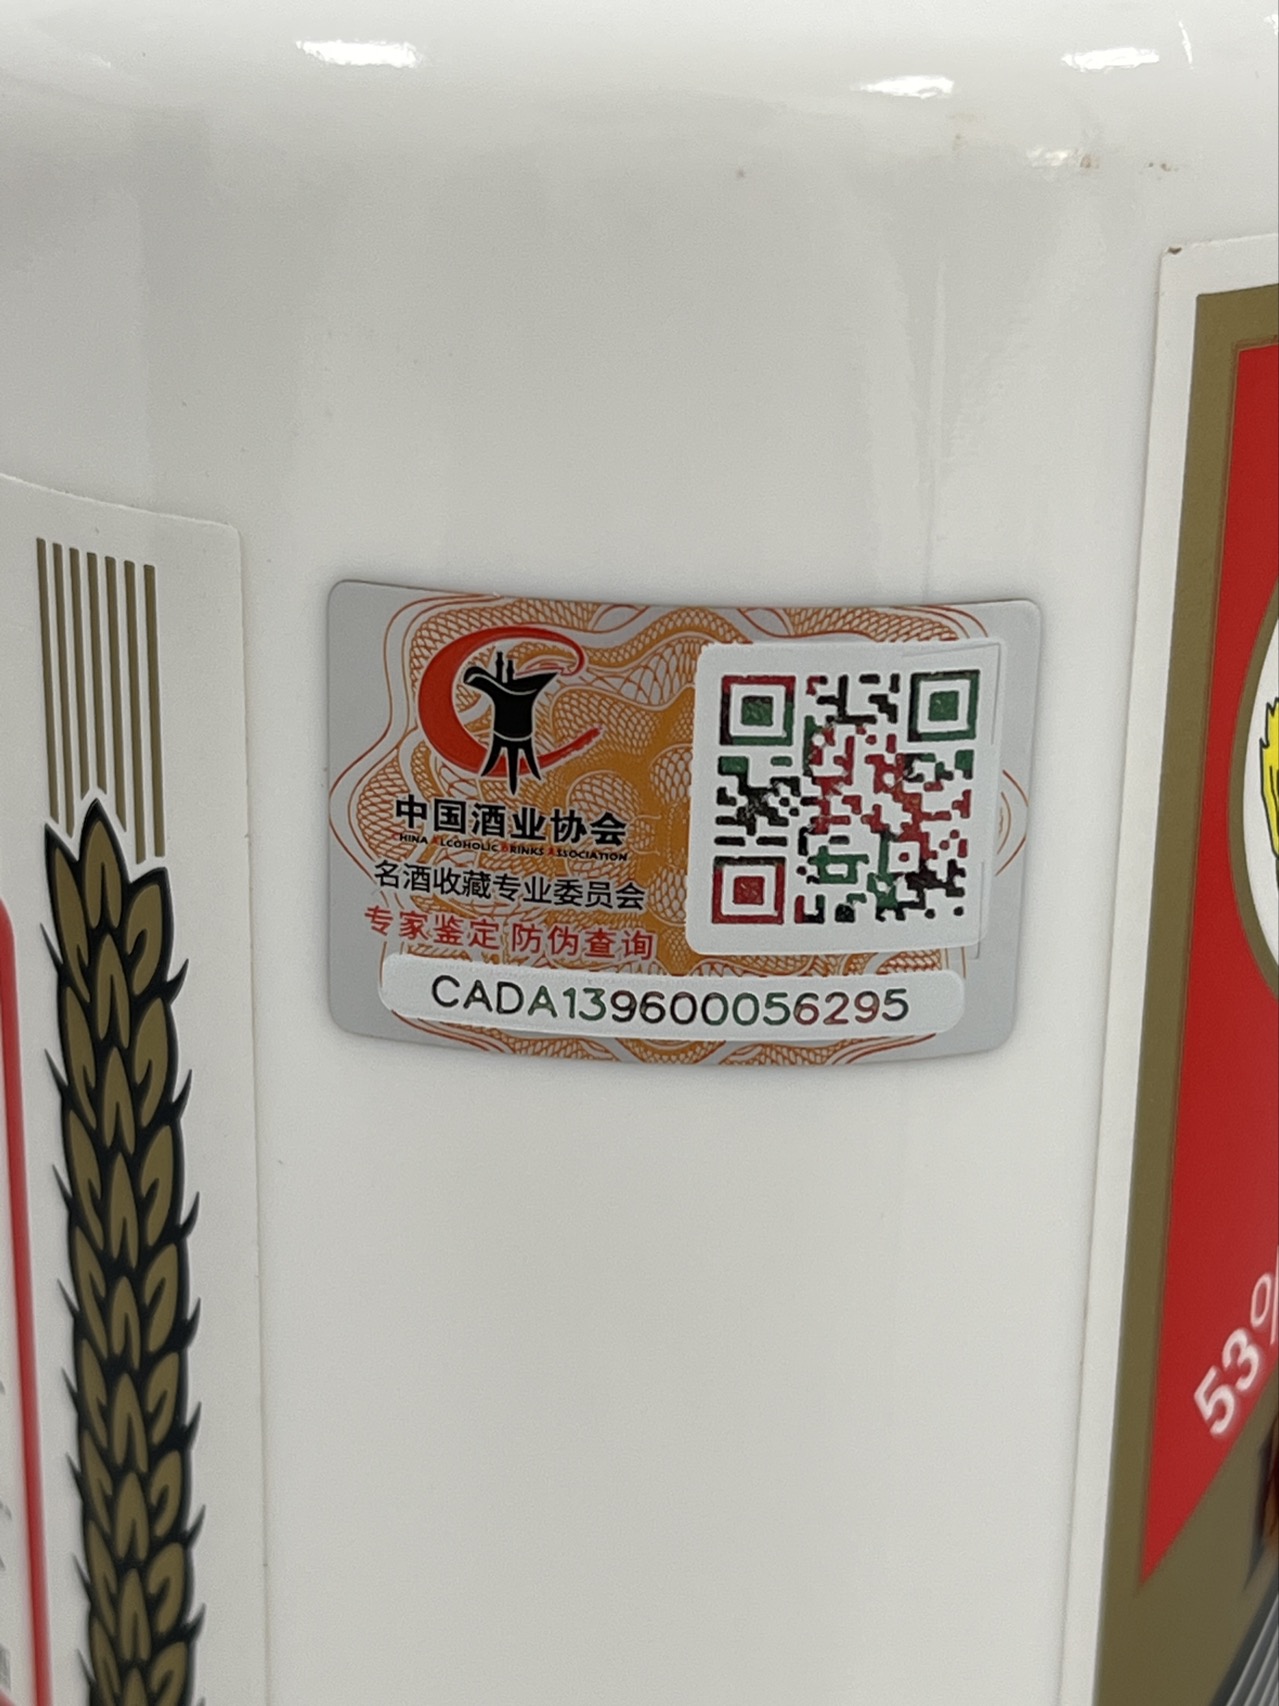 中国酒业协会
CHINA ALCOHOLIC DRINKS ASSOCIATION
名酒收藏专业委员会
专家鉴定 防伪查询
CADA139600056295
53%